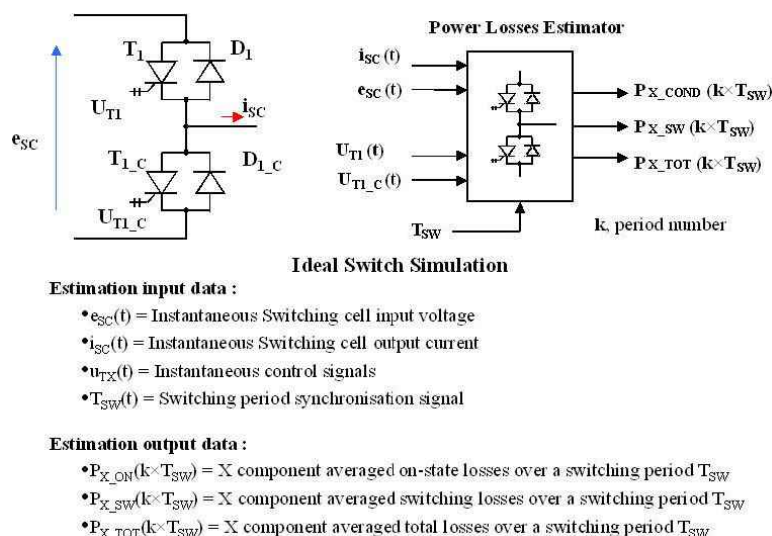 Power Losses Estimator
T1
D1
iSC (t)
eSC (t)
PX_COND (k×TSW)
UT1
iSC
PX_SW (k×TSW)
eSC
T1_C
D1_C
UT1 (t)
PX_TOT (k×TSW)
UT1_C (t)
UT1_C
TSW
k, period number
Ideal Switch Simulation
Estimation input data :
•eSC(t) = Instantaneous Switching cell input voltage
•iSC(t) = Instantaneous Switching cell output current
•uTX(t) = Instantaneous control signals
•TSW(t) = Switching period synchronisation signal
Estimation output data :
•PX_ON(k×TSW) = X component averaged on-state losses over a switching period TSW
•PX_SW(k×TSW) = X component averaged switching losses over a switching period TSW
•PX_TOT(k×TSW) = X component averaged total losses over a switching period TSW